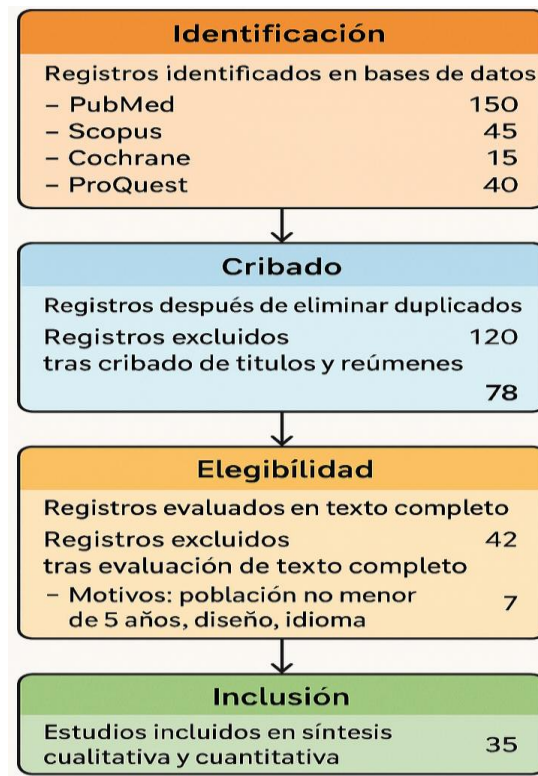 Identificación
Registros identificados en bases de datos
– PubMed 150
– Scopus 45
– Cochrane 15
– ProQuest 40
Cribado
Registros después de eliminar duplicados
Registros excluidos 120
tras cribado de titulos y reúmenes
78
Elegibílidad
Registros evaluados en texto completo
Registros excluidos 42
tras evaluación de texto completo
– Motivos: población no menor 7
de 5 años, diseño, idioma
Inclusión
Estudios incluidos en síntesis
cualitativa y cuantitativa 35